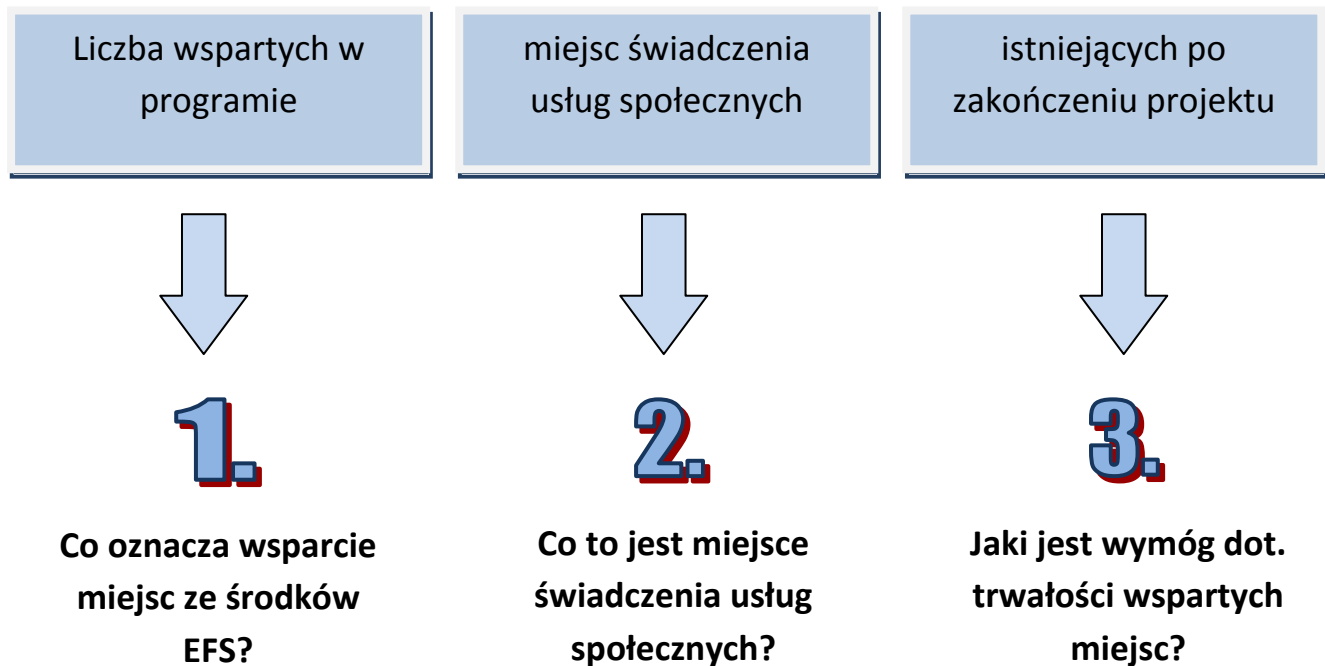 Liczba wspartych w
programie
miejsc świadczenia
usług społecznych
istniejących po
zakończeniu projektu
1.
2.
3.
Co oznacza wsparcie
miejsc ze środków
EFS?
Co to jest miejsce
świadczenia usług
społecznych?
Jaki jest wymóg dot.
trwałości wspartych
miejsc?